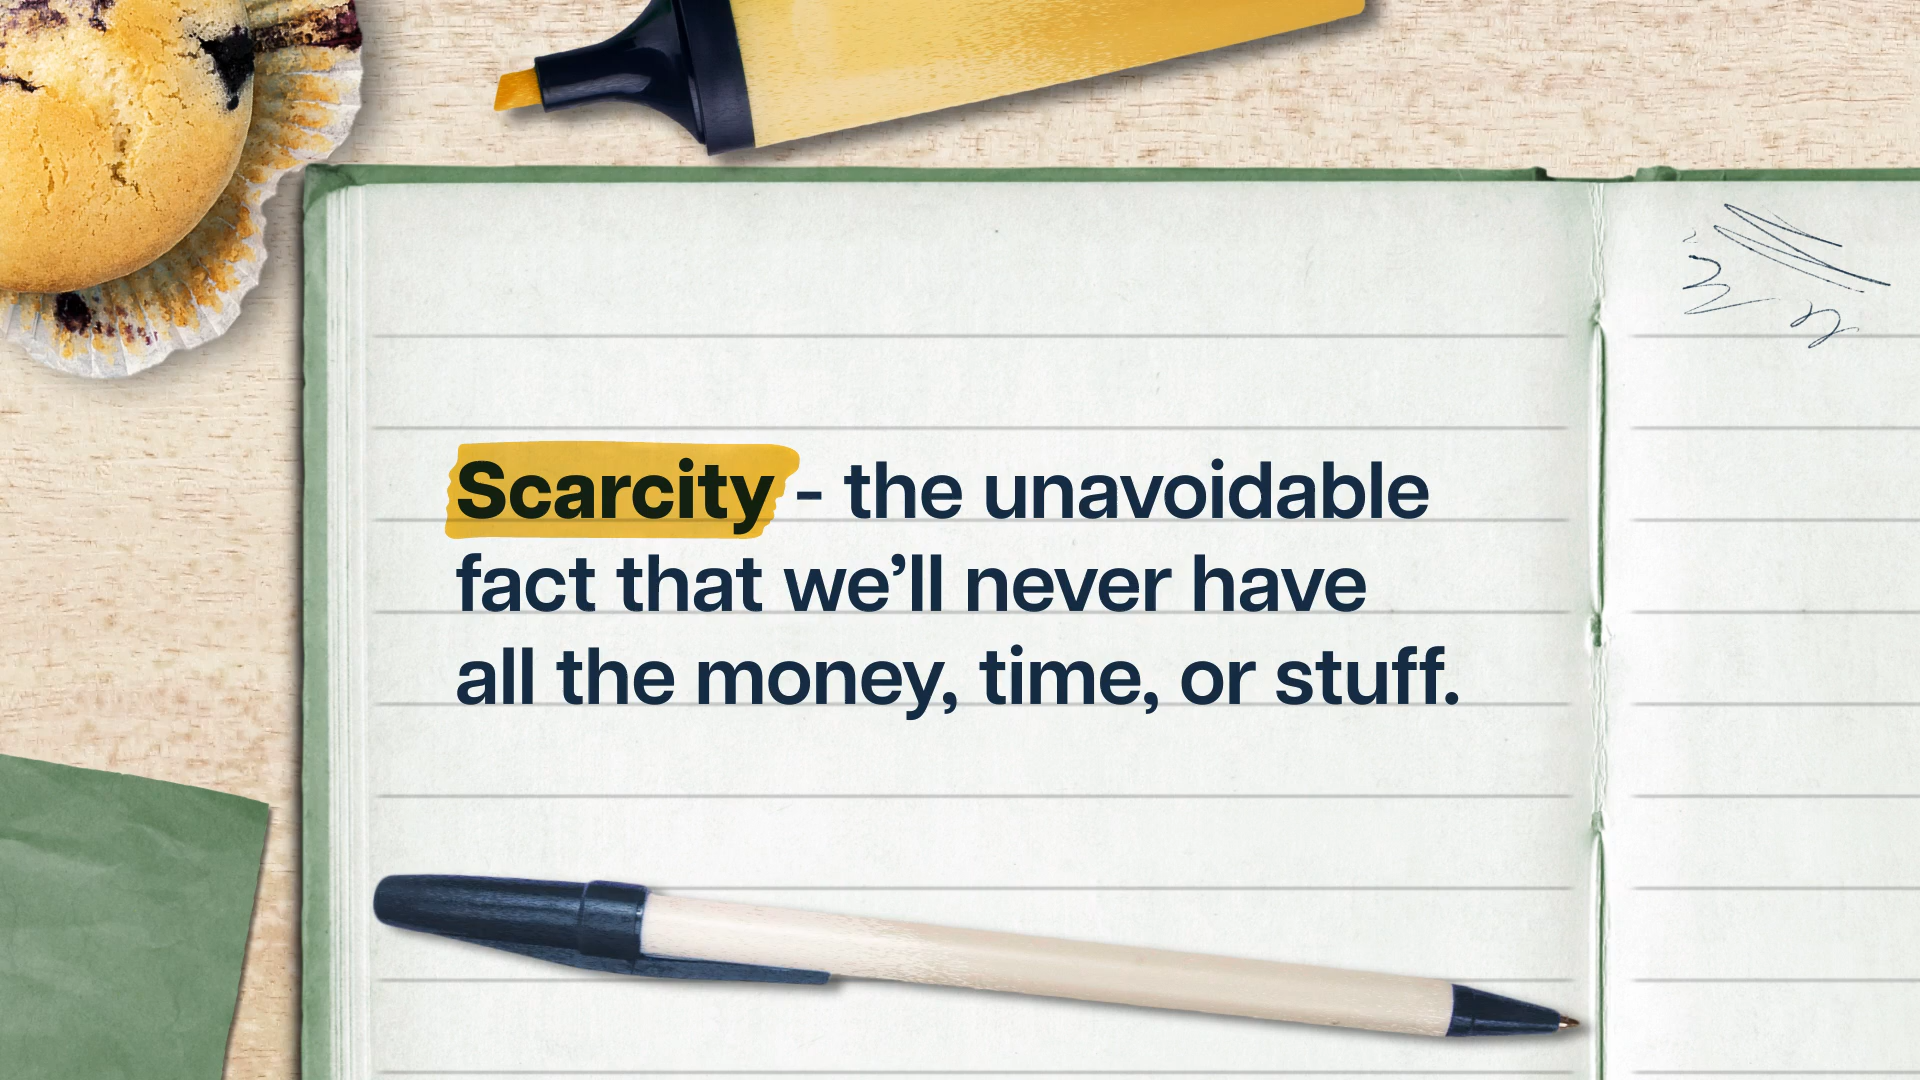 Scarcity - the unavoidable
fact that we’ll never have
all the money, time, or stuff.